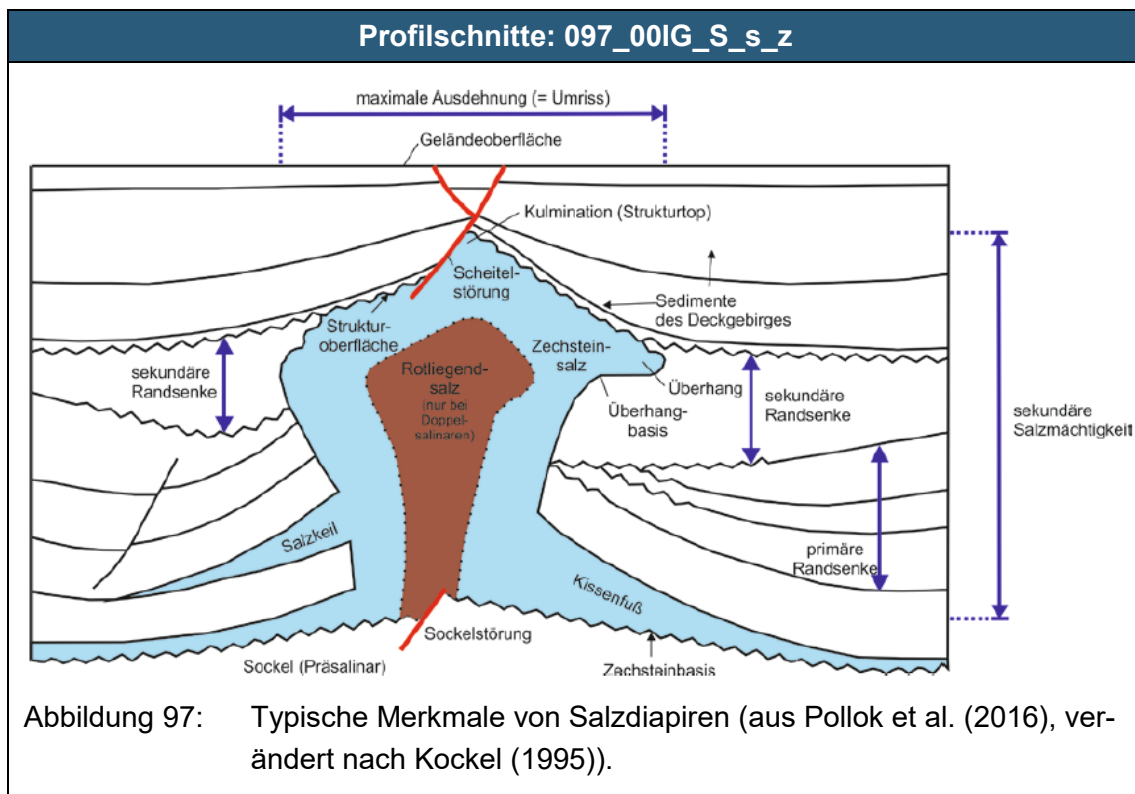 Profilschnitte: 097_00IG_S_s_z
maximale Ausdehnung (= Umriss)
Geländeoberfläche
Kulmination (Strukturtop)
Scheitel-
störung
Sedimente
des Deckgebirges
Struktur-
oberfläche
Zechstein-
salz
sekundäre
Randsenke
Rotliegend-
salz
(nur bei
Doppel-
salinaren)
Überhang
Überhang-
basis
sekundäre
Randsenke
sekundäre
Salzmächtigkeit
primäre
Randsenke
Salzkeil
Kissenfuß
Sockelstörung
Sockel (Präsalinar)
Zechsteinbasis
Abbildung 97: Typische Merkmale von Salzdiapiren (aus Pollok et al. (2016), ver-
ändert nach Kockel (1995)).